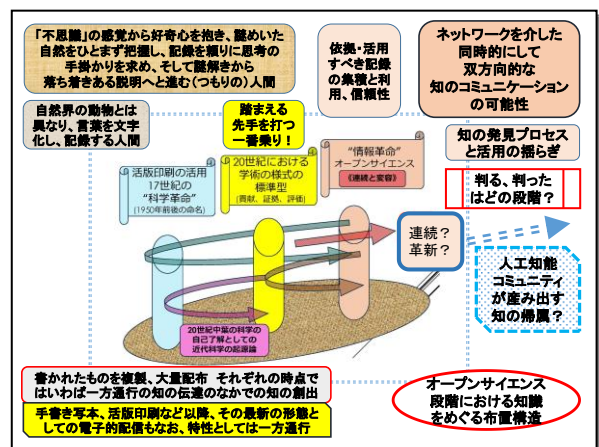 「不思議」の感覚から好奇心を抱き、謎めいた
自然をひとまず把握し、記録を頼りに思考の
手掛かりを求め、そして謎解きから
落ち着きある説明へと進む（つもりの）人間
依拠・活用
すべき記録
の集積と利
用、信頼性
ネットワークを介した
同時的にして
双方向的な
知のコミュニケーション
の可能性
自然界の動物とは
異なり、言葉を文字
化し、記録する人間
踏まえる
先手を打つ
一番乗り！
知の発見プロセス
と活用の揺らぎ
活版印刷の活用
17世紀の
“科学革命”
(1950年前後の命名)
20世紀における
学術の様式の
標準型
(貢献、証拠、評価)
“情報革命”
オープンサイエンス
《連続と変容》
判る、判った
はどの段階？
連続？
革新？
人工知能
コミュニティ
が産み出す
知の帰属？
20世紀中葉の科学の
自己了解としての
近代科学の起源論
書かれたものを複製、大量配布 それぞれの時点で
はいわば一方通行の知の伝達のなかでの知の創出
手書き写本、活版印刷など以降、その最新の形態と
しての電子的配信もなお、特性としては一方通行
オープンサイエンス
段階における知識
をめぐる布置構造